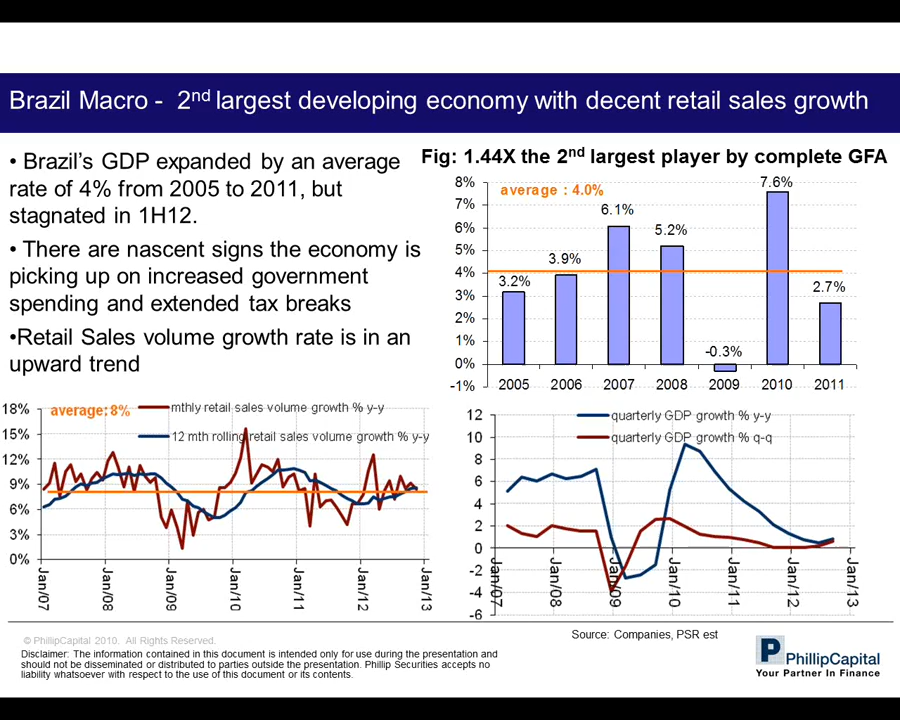 Brazil Macro - 2nd largest developing economy with decent retail sales growth
• Brazil’s GDP expanded by an average
rate of 4% from 2005 to 2011, but
stagnated in 1H12.
• There are nascent signs the economy is
picking up on increased government
spending and extended tax breaks
•Retail Sales volume growth rate is in an
upward trend
Fig: 1.44X the 2nd largest player by complete GFA
8%
7%
6%
5%
4%
3%
2%
1%
0%
-1%
average : 4.0%
3.2%
3.9%
6.1%
5.2%
-0.3%
7.6%
2.7%
2005 2006 2007 2008 2009 2010 2011
18%
15%
12%
9%
6%
3%
0%
average: 8%
mthly retail sales volume growth % y-y
12 mth rolling retail sales volume growth % y-y
Jan/07 Jan/08 Jan/09 Jan/10 Jan/11 Jan/12 Jan/13
12
10
8
6
4
2
0
-2
-4
-6
quarterly GDP growth % y-y
quarterly GDP growth % q-q
Jan/07 Jan/08 Jan/09 Jan/10 Jan/11 Jan/12 Jan/13
Source: Companies, PSR est
© PhillipCapital 2010. All Rights Reserved.
Disclaimer: The information contained in this document is intended only for use during the presentation and
should not be disseminated or distributed to parties outside the presentation. Phillip Securities accepts no
liability whatsoever with respect to the use of this document or its contents.
P
PhillipCapital
Your Partner In Finance